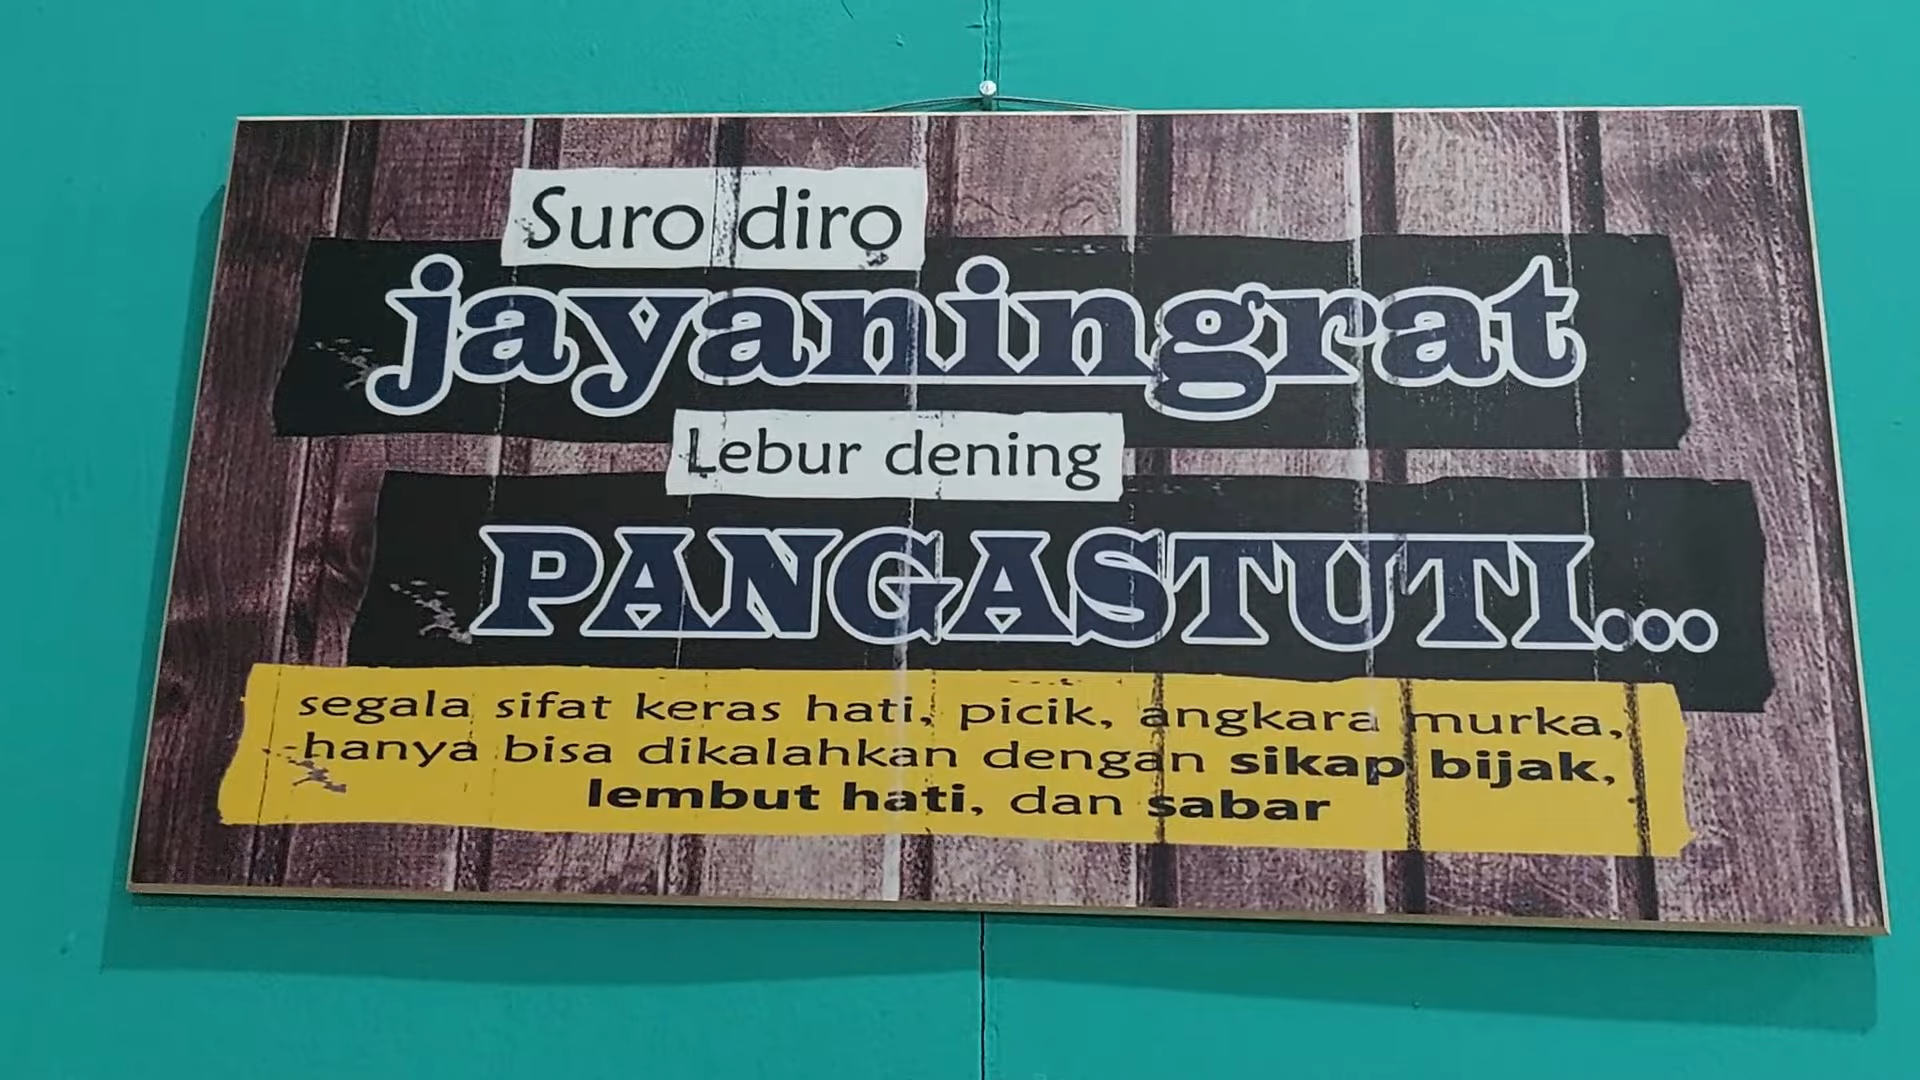 Suro diro
jayaningrat
Lebur dening
PANGASTUTI...
segala sifat keras hati, picik, angkara murka,
hanya bisa dikalahkan dengan sikap bijak,
lembut hati, dan sabar